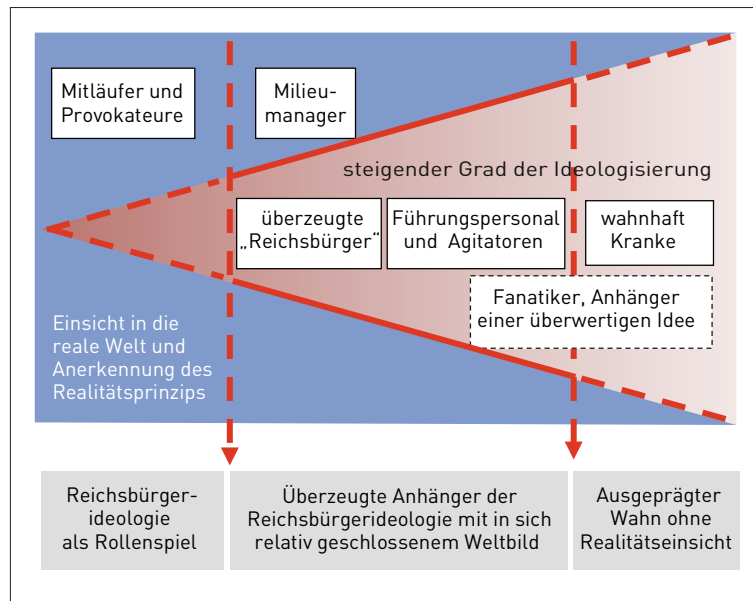 Mitläufer und
Provokateure
Milieu-
manager
steigender Grad der Ideologisierung
überzeugte
„Reichsbürger“
Führungspersonal
und Agitatoren
wahnhaft
Kranke
Fanatiker, Anhänger
einer überwertigen Idee
Einsicht in die
reale Welt und
Anerkennung des
Realitätsprinzips
Reichsbürger-
ideologie
als Rollenspiel
Überzeugte Anhänger der
Reichsbürgerideologie mit in sich
relativ geschlossenem Weltbild
Ausgeprägter
Wahn ohne
Realitätseinsicht